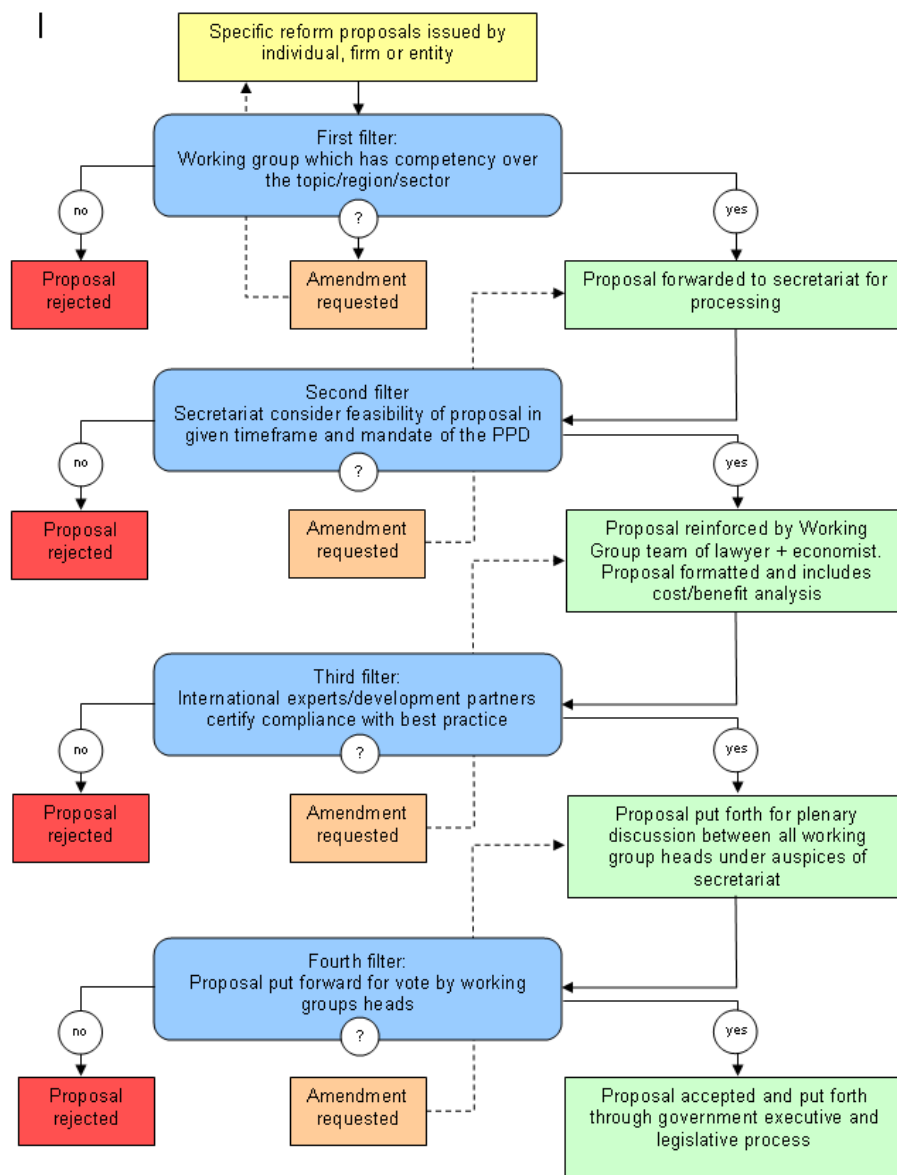 Specific reform proposals issued by
individual, firm or entity
First filter:
Working group which has competency over
the topic/region/sector
no
?
yes
Proposal
rejected
Amendment
requested
Proposal forwarded to secretariat for
processing
Second filter
Secretariat consider feasibility of proposal in
given timeframe and mandate of the PPD
no
?
yes
Proposal
rejected
Amendment
requested
Proposal reinforced by Working
Group team of lawyer + economist.
Proposal formatted and includes
cost/benefit analysis
Third filter:
International experts/development partners
certify compliance with best practice
no
?
yes
Proposal
rejected
Amendment
requested
Proposal put forth for plenary
discussion between all working
group heads under auspices of
secretariat
Fourth filter:
Proposal put forward for vote by working
groups heads
no
?
yes
Proposal
rejected
Amendment
requested
Proposal accepted and put forth
through government executive and
legislative process